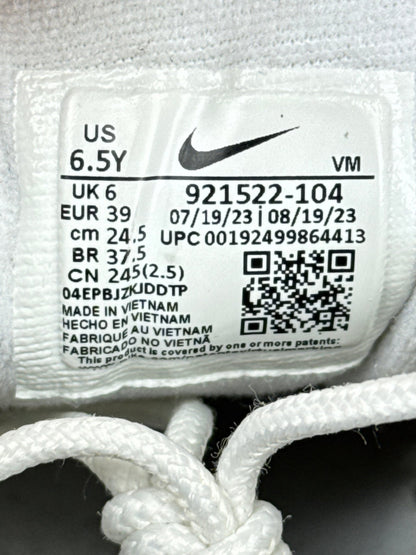 US
6.5Y
VM
UK 6
921522-104
EUR 39
07/19/23 | 08/19/23
cm 24.5
UPC 00192499864413
BR 37.5
CN 245(2.5)
04EPBJZKJDDTP
MADE IN VIETNAM
HECHO EN VIETNAM
FABRIQUÉ AU VIETNAM
FABRICADO NO VIETNÃ
This product is covered by one or more patents: